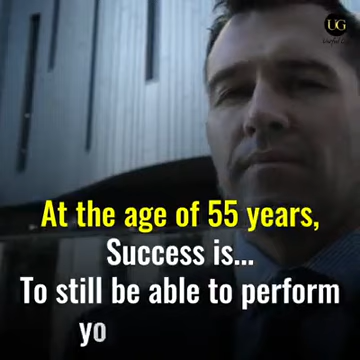 UG
At the age of 55 years,
Success is...
To still be able to perform
yo